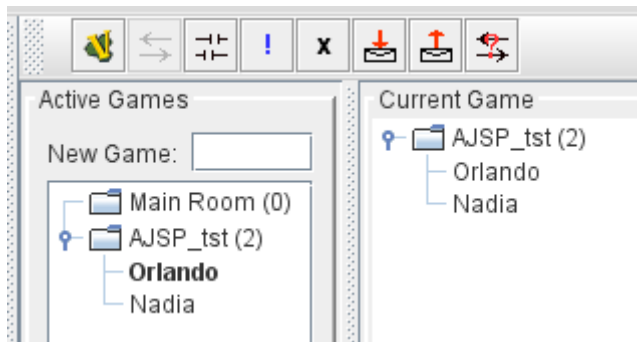 ! x
Active Games
New Game:
Main Room (0)
AJSP_tst (2)
Orlando
Nadia
Current Game
AJSP_tst (2)
Orlando
Nadia